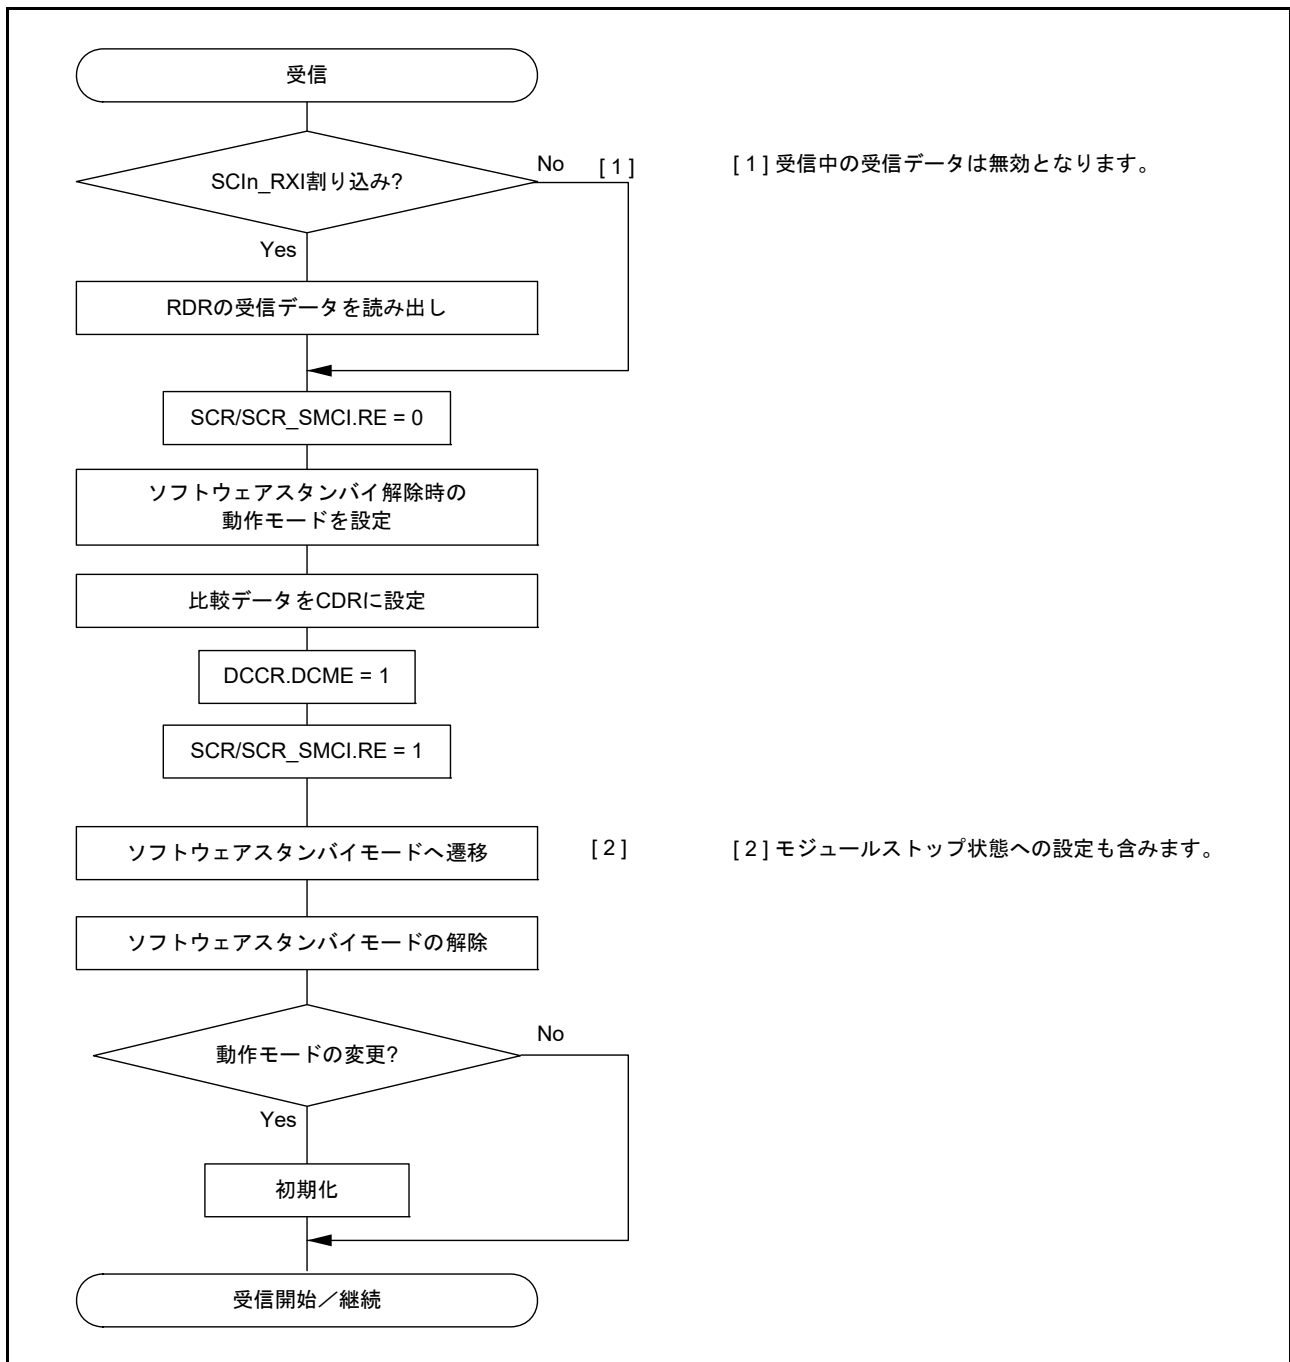 受信
SCIn_RXI割り込み?
No
[ 1 ]
[ 1 ] 受信中の受信データは無効となります。
Yes
RDRの受信データを読み出し
SCR/SCR_SMCI.RE = 0
ソフトウェアスタンバイ解除時の
動作モードを設定
比較データをCDRに設定
DCCR.DCME = 1
SCR/SCR_SMCI.RE = 1
ソフトウェアスタンバイモードへ遷移
[ 2 ]
[ 2 ] モジュールストップ状態への設定も含みます。
ソフトウェアスタンバイモードの解除
動作モードの変更?
No
Yes
初期化
受信開始／継続